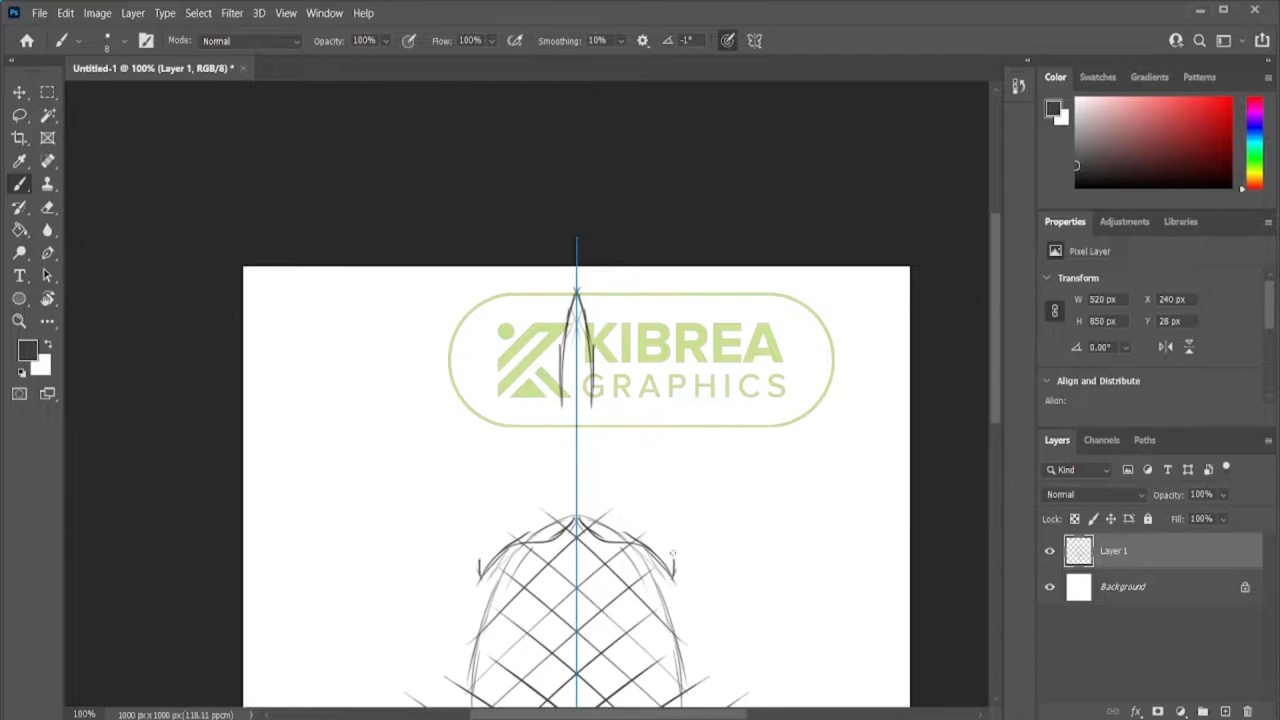 Ps File Edit Image Layer Type Select Filter 3D View Window Help
8 Mode: Normal Opacity: 100% Flow: 100% Smoothing: 10% -1°
Untitled-1 @ 100% (Layer 1, RGB/8) *
Color Swatches Gradients Patterns
Properties Adjustments Libraries
Pixel Layer
Transform
W 520 px X 240 px
H 850 px Y 28 px
0.00°
Align and Distribute
Align:
KIBREA
GRAPHICS
Layers Channels Paths
Kind
Normal Opacity: 100%
Lock: Fill: 100%
Layer 1
Background
100% 1000 px x 1000 px (118.11 ppcm)